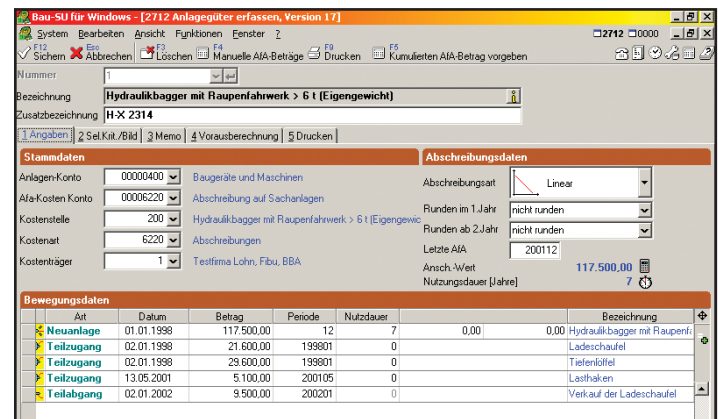 Bau-SU für Windows - [2712 Anlagegüter erfassen, Version 17]
System Bearbeiten Ansicht Funktionen Fenster ? 2712 0000
F12 Sichern Esc Abbrechen F3 Löschen F4 Manuelle AfA-Beträge F9 Drucken F6 Kumulierten AfA-Betrag vorgeben
Nummer 1
Bezeichnung Hydraulikbagger mit Raupenfahrwerk > 6 t (Eigengewicht)
Zusatzbezeichnung H-X 2314
1 Angaben 2 Sel.Krit./Bild 3 Memo 4 Vorausberechnung 5 Drucken
Stammdaten Abschreibungsdaten
Anlagen-Konto 00000400 Baugeräte und Maschinen
Abschreibungsart Linear
Afa-Kosten Konto 00006220 Abschreibung auf Sachanlagen
Runden im 1.Jahr nicht runden
Kostenstelle 200 Hydraulikbagger mit Raupenfahrwerk > 6 t (Eigengewic
Runden ab 2.Jahr nicht runden
Kostenart 6220 Abschreibungen
Letzte AfA 200112
Kostenträger 1 Testfirma Lohn, Fibu, BBA
Ansch.-Wert 117.500,00
Nutzungsdauer [Jahre] 7
Bewegungsdaten
Art Datum Betrag Periode Nutzdauer Bezeichnung
Neuanlage 01.01.1998 117.500,00 12 7 0,00 0,00 Hydraulikbagger mit Raupenfa
Teilzugang 02.01.1998 21.600,00 199801 0 Ladeschaufel
Teilzugang 02.01.1998 29.600,00 199801 0 Tiefenlöffel
Teilzugang 13.05.2001 5.100,00 200105 0 Lasthaken
Teilabgang 02.01.2002 9.500,00 200201 0 Verkauf der Ladeschaufel